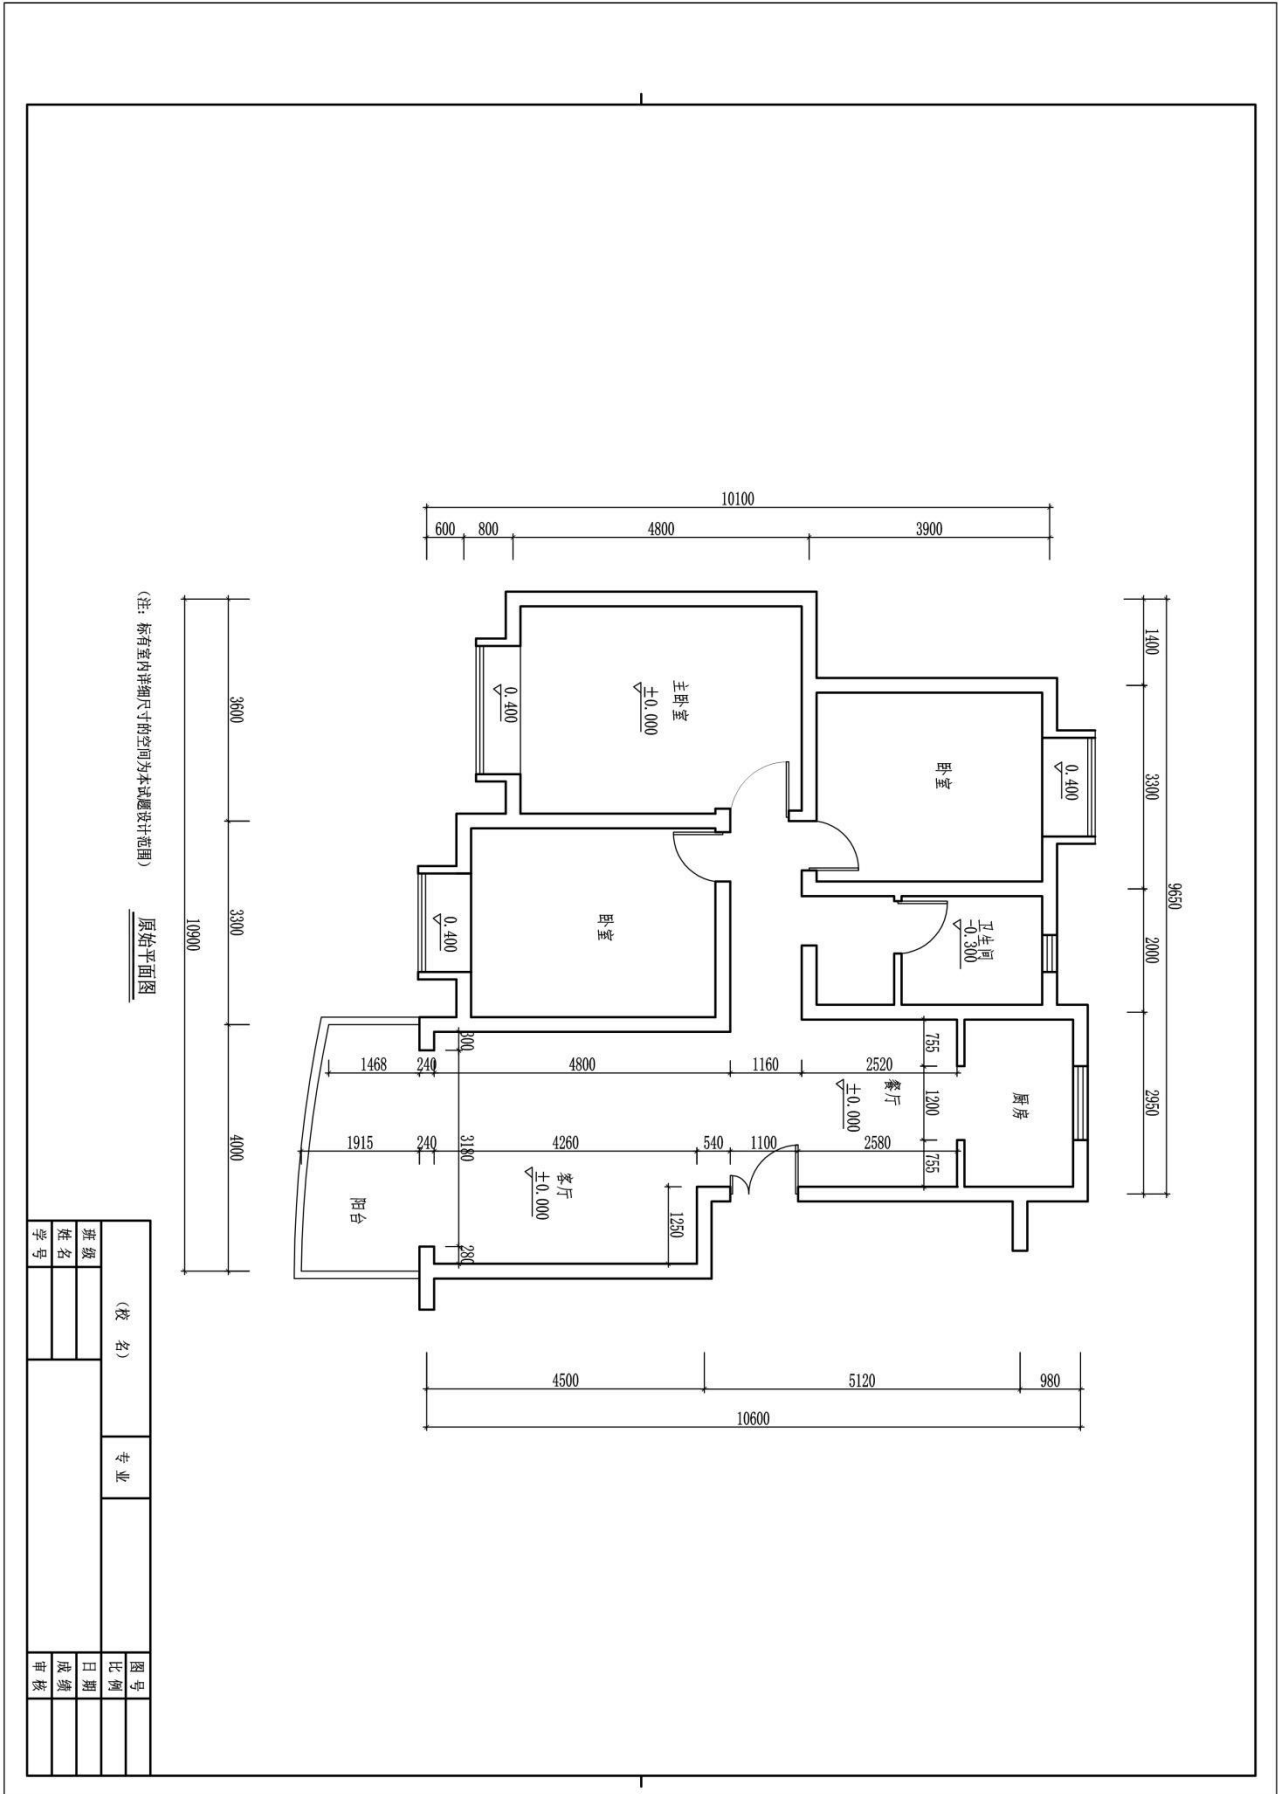 9650
1400
3300
2000
2950
10100
600
800
4800
3900
0.400
卧室
卫生间
-0.300
厨房
主卧室
±0.000
0.400
卧室
0.400
755
1200
755
餐厅
±0.000
2520
1160
4800
240
1468
2580
1100
540
4260
240
1915
300
3180
280
1250
客厅
±0.000
阳台
980
5120
4500
10600
3600
3300
4000
10900
(注: 标有室内详细尺寸的空间为本试题设计范围)
原始平面图
(校 名)
专业
图号
比例
班级
日期
姓名
成绩
学号
审核